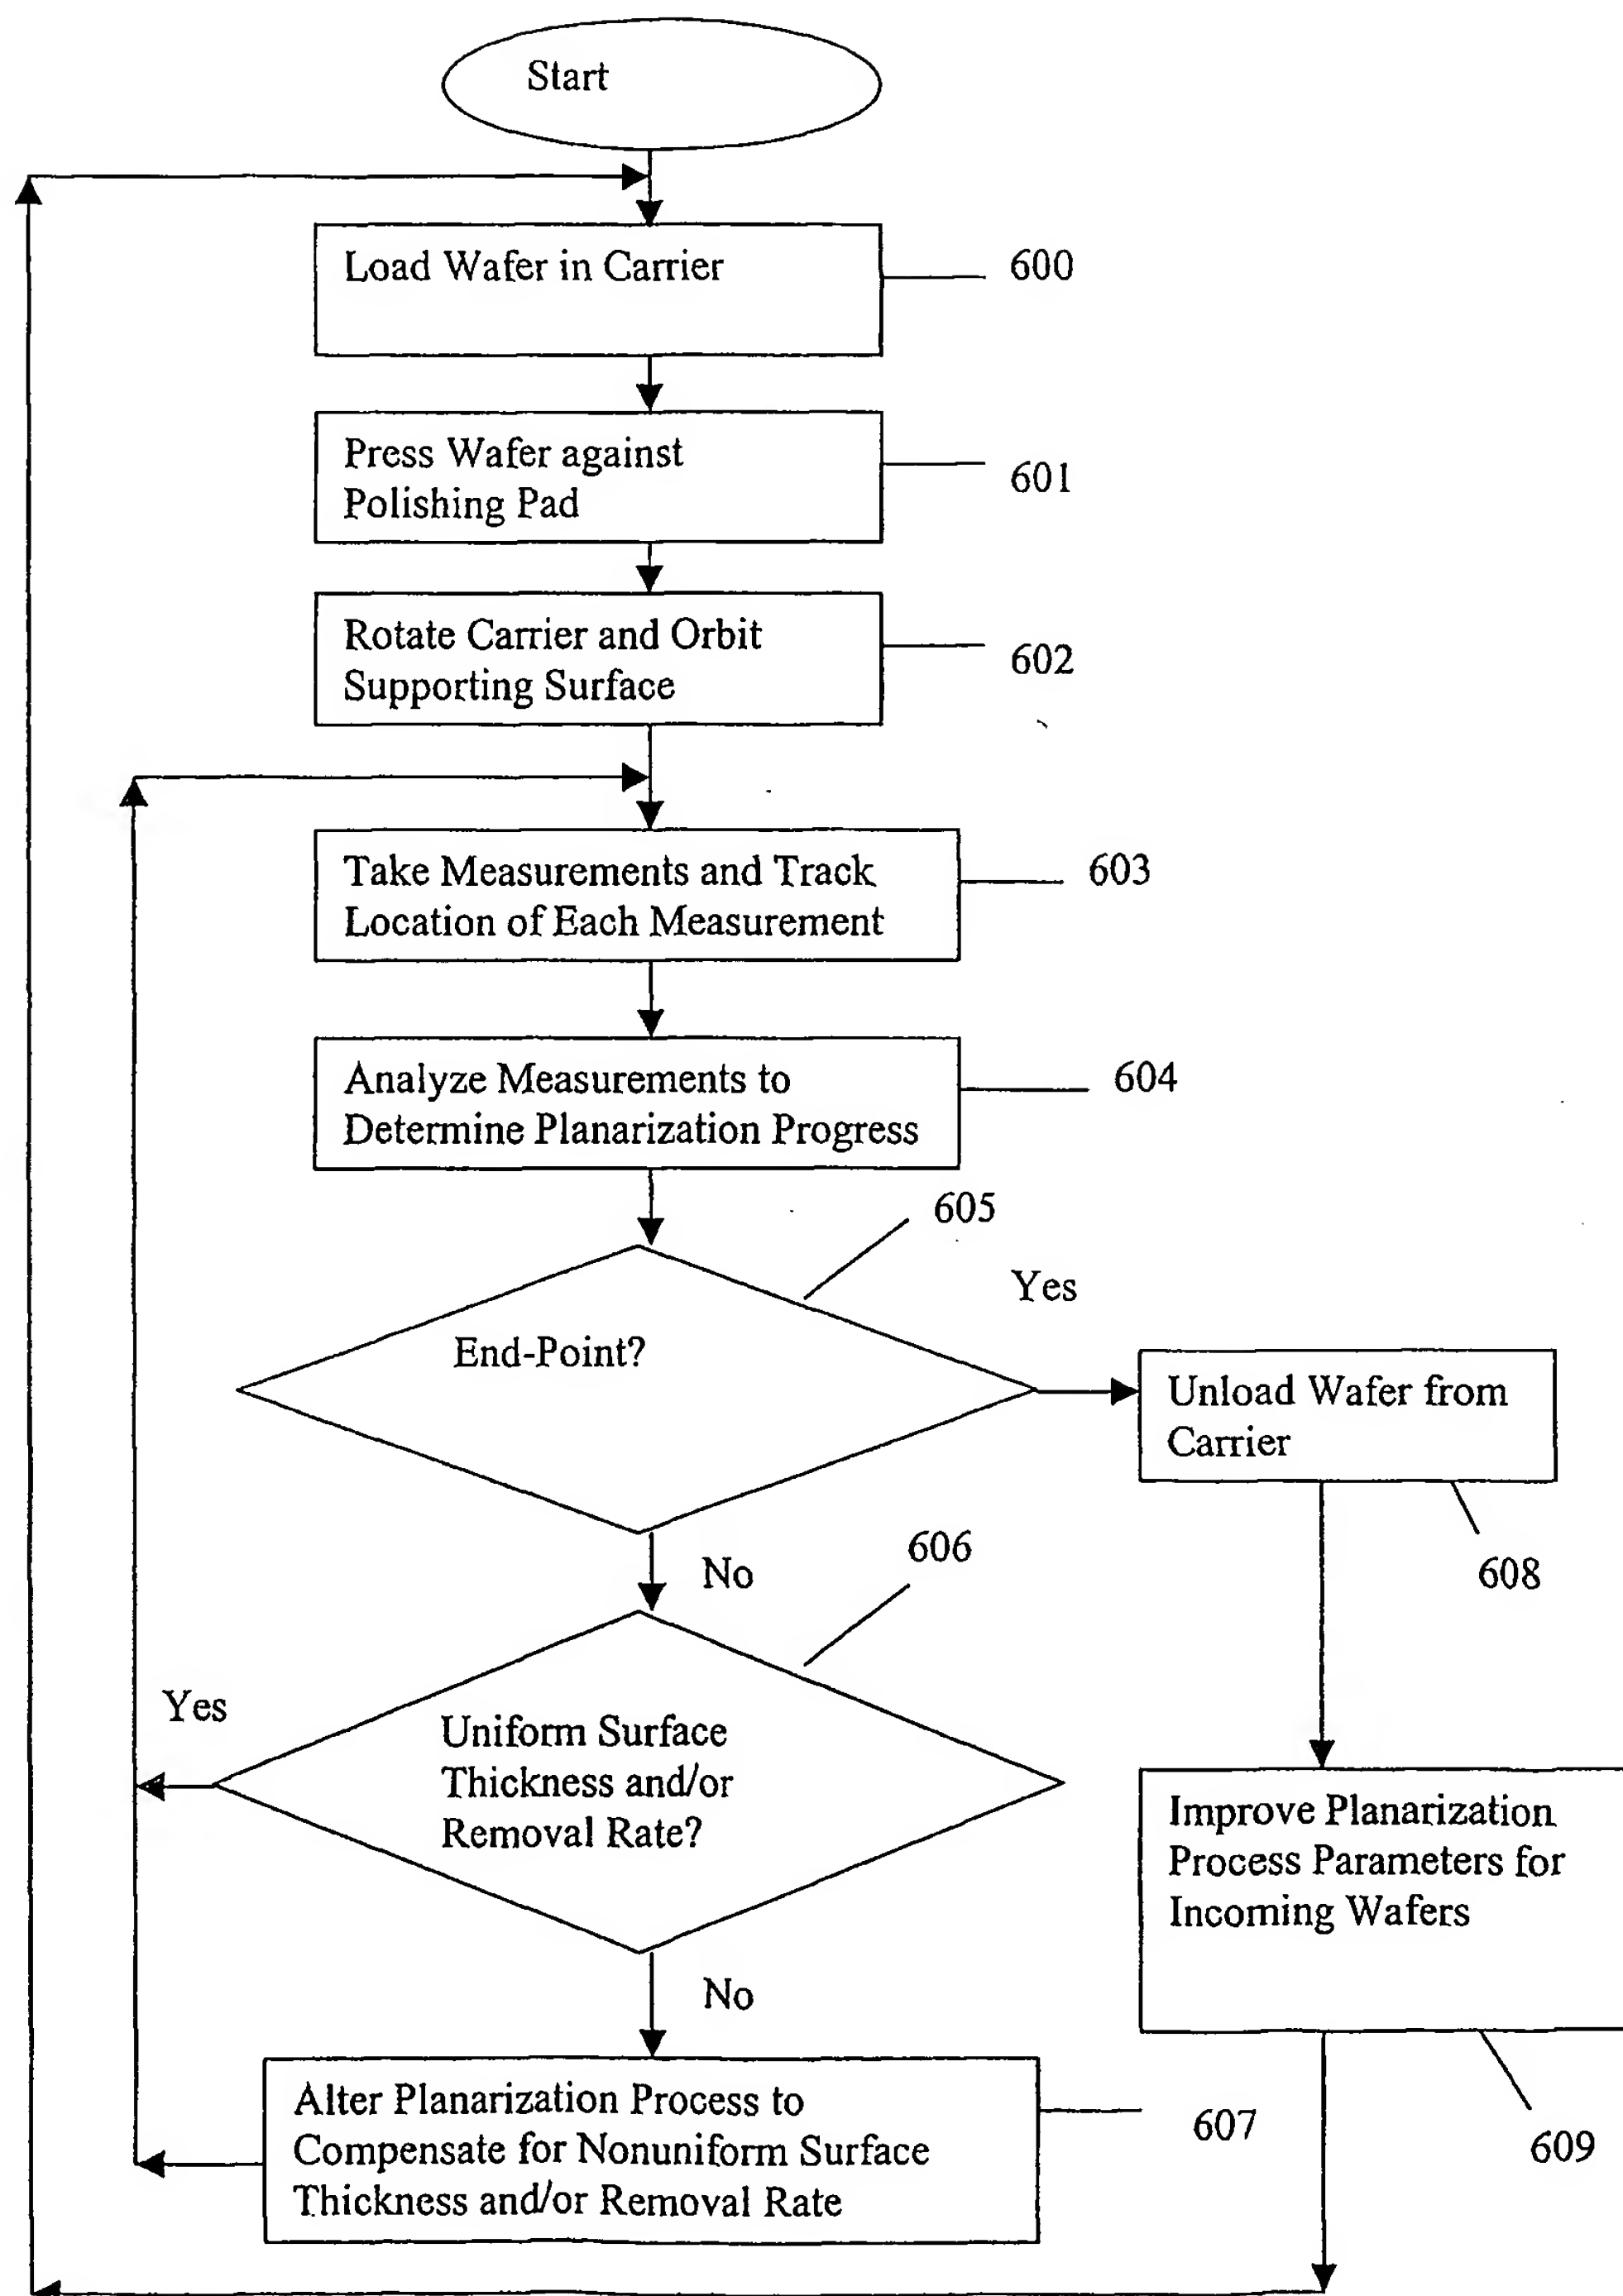 Start
Load Wafer in Carrier
600
Press Wafer against
Polishing Pad
601
Rotate Carrier and Orbit
Supporting Surface
602
Take Measurements and Track
Location of Each Measurement
603
Analyze Measurements to
Determine Planarization Progress
604
605
End-Point?
Yes
Unload Wafer from
Carrier
608
No
606
Uniform Surface
Thickness and/or
Removal Rate?
Yes
No
Improve Planarization
Process Parameters for
Incoming Wafers
609
Alter Planarization Process to
Compensate for Nonuniform Surface
Thickness and/or Removal Rate
607